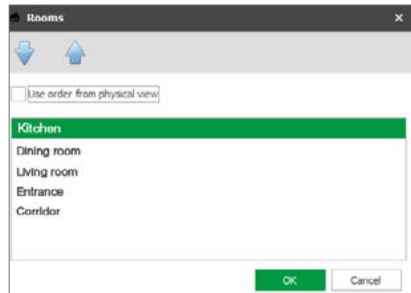 Rooms
Use order from physical view
Kitchen
Dining room
Living room
Entrance
Corridor
OK
Cancel